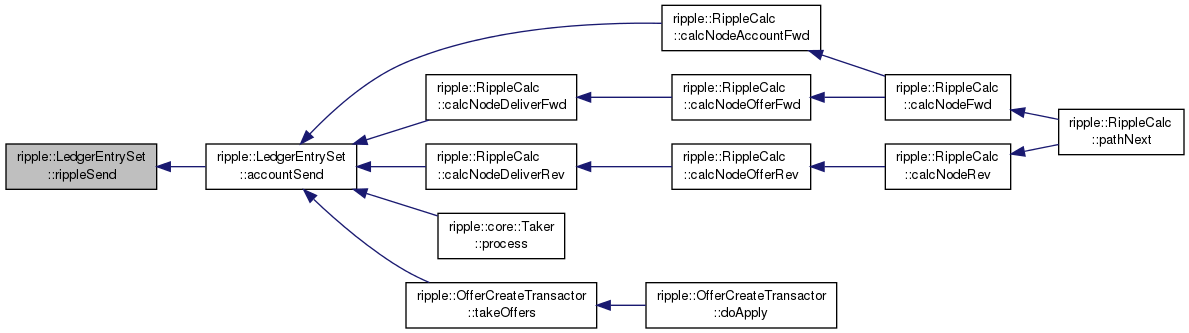 ripple::RippleCalc
::calcNodeAccountFwd
ripple::RippleCalc
::calcNodeDeliverFwd
ripple::RippleCalc
::calcNodeOfferFwd
ripple::RippleCalc
::calcNodeFwd
ripple::RippleCalc
::pathNext
ripple::LedgerEntrySet
::rippleSend
ripple::LedgerEntrySet
::accountSend
ripple::RippleCalc
::calcNodeDeliverRev
ripple::RippleCalc
::calcNodeOfferRev
ripple::RippleCalc
::calcNodeRev
ripple::core::Taker
::process
ripple::OfferCreateTransactor
::takeOffers
ripple::OfferCreateTransactor
::doApply